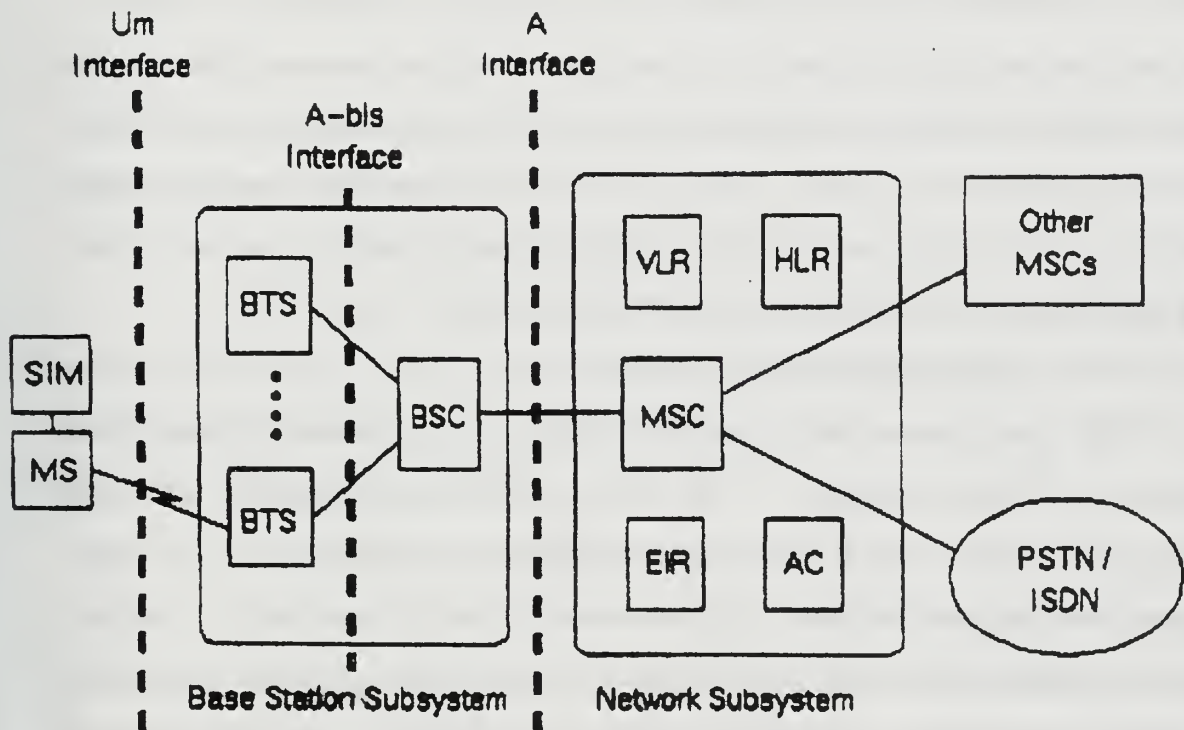 Um
Interface
A
Interface
A-bis
Interface
VLR
HLR
Other
MSCs
BTS
SIM
BSC
MSC
MS
BTS
EIR
AC
PSTN /
ISDN
Base Station Subsystem
Network Subsystem